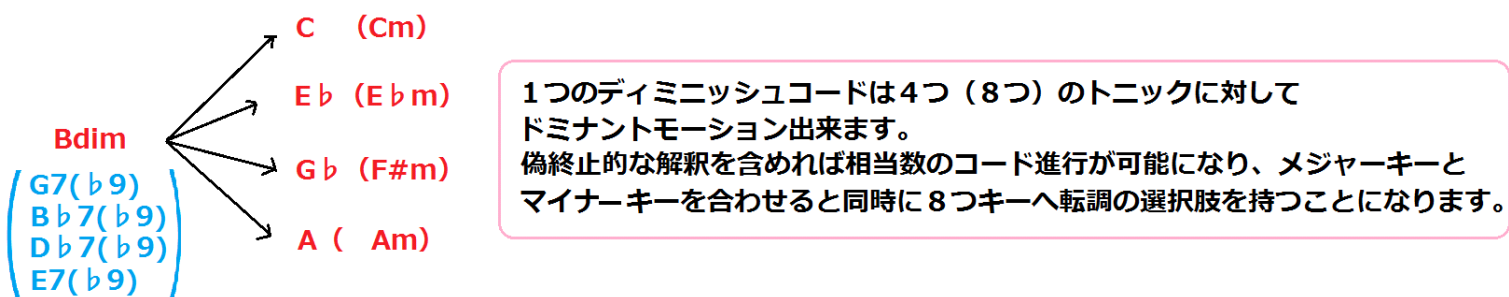 C （Cm）
E♭（E♭m）
Bdim
G♭（F#m）
G7(♭9)
B♭7(♭9)
D♭7(♭9)
E7(♭9)
A（ Am）
１つのディミニッシュコードは４つ（８つ）のトニックに対して
ドミナントモーション出来ます。
偽終止的な解釈を含めれば相当数のコード進行が可能になり、メジャーキーと
マイナーキーを合わせると同時に８つキーへ転調の選択肢を持つことになります。